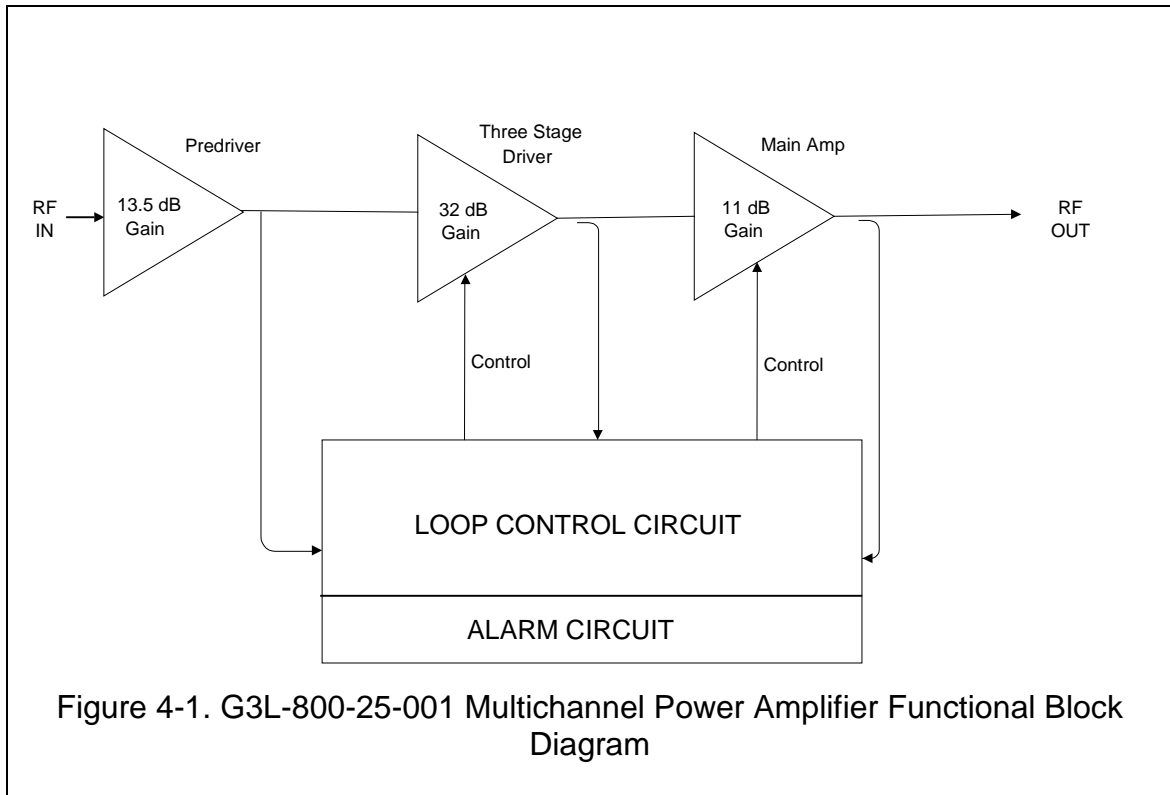 Predriver
Three Stage
Driver
Main Amp
RF
IN
13.5 dB
Gain
32 dB
Gain
11 dB
Gain
RF
OUT
Control
Control
LOOP CONTROL CIRCUIT
ALARM CIRCUIT
Figure 4-1. G3L-800-25-001 Multichannel Power Amplifier Functional Block
Diagram